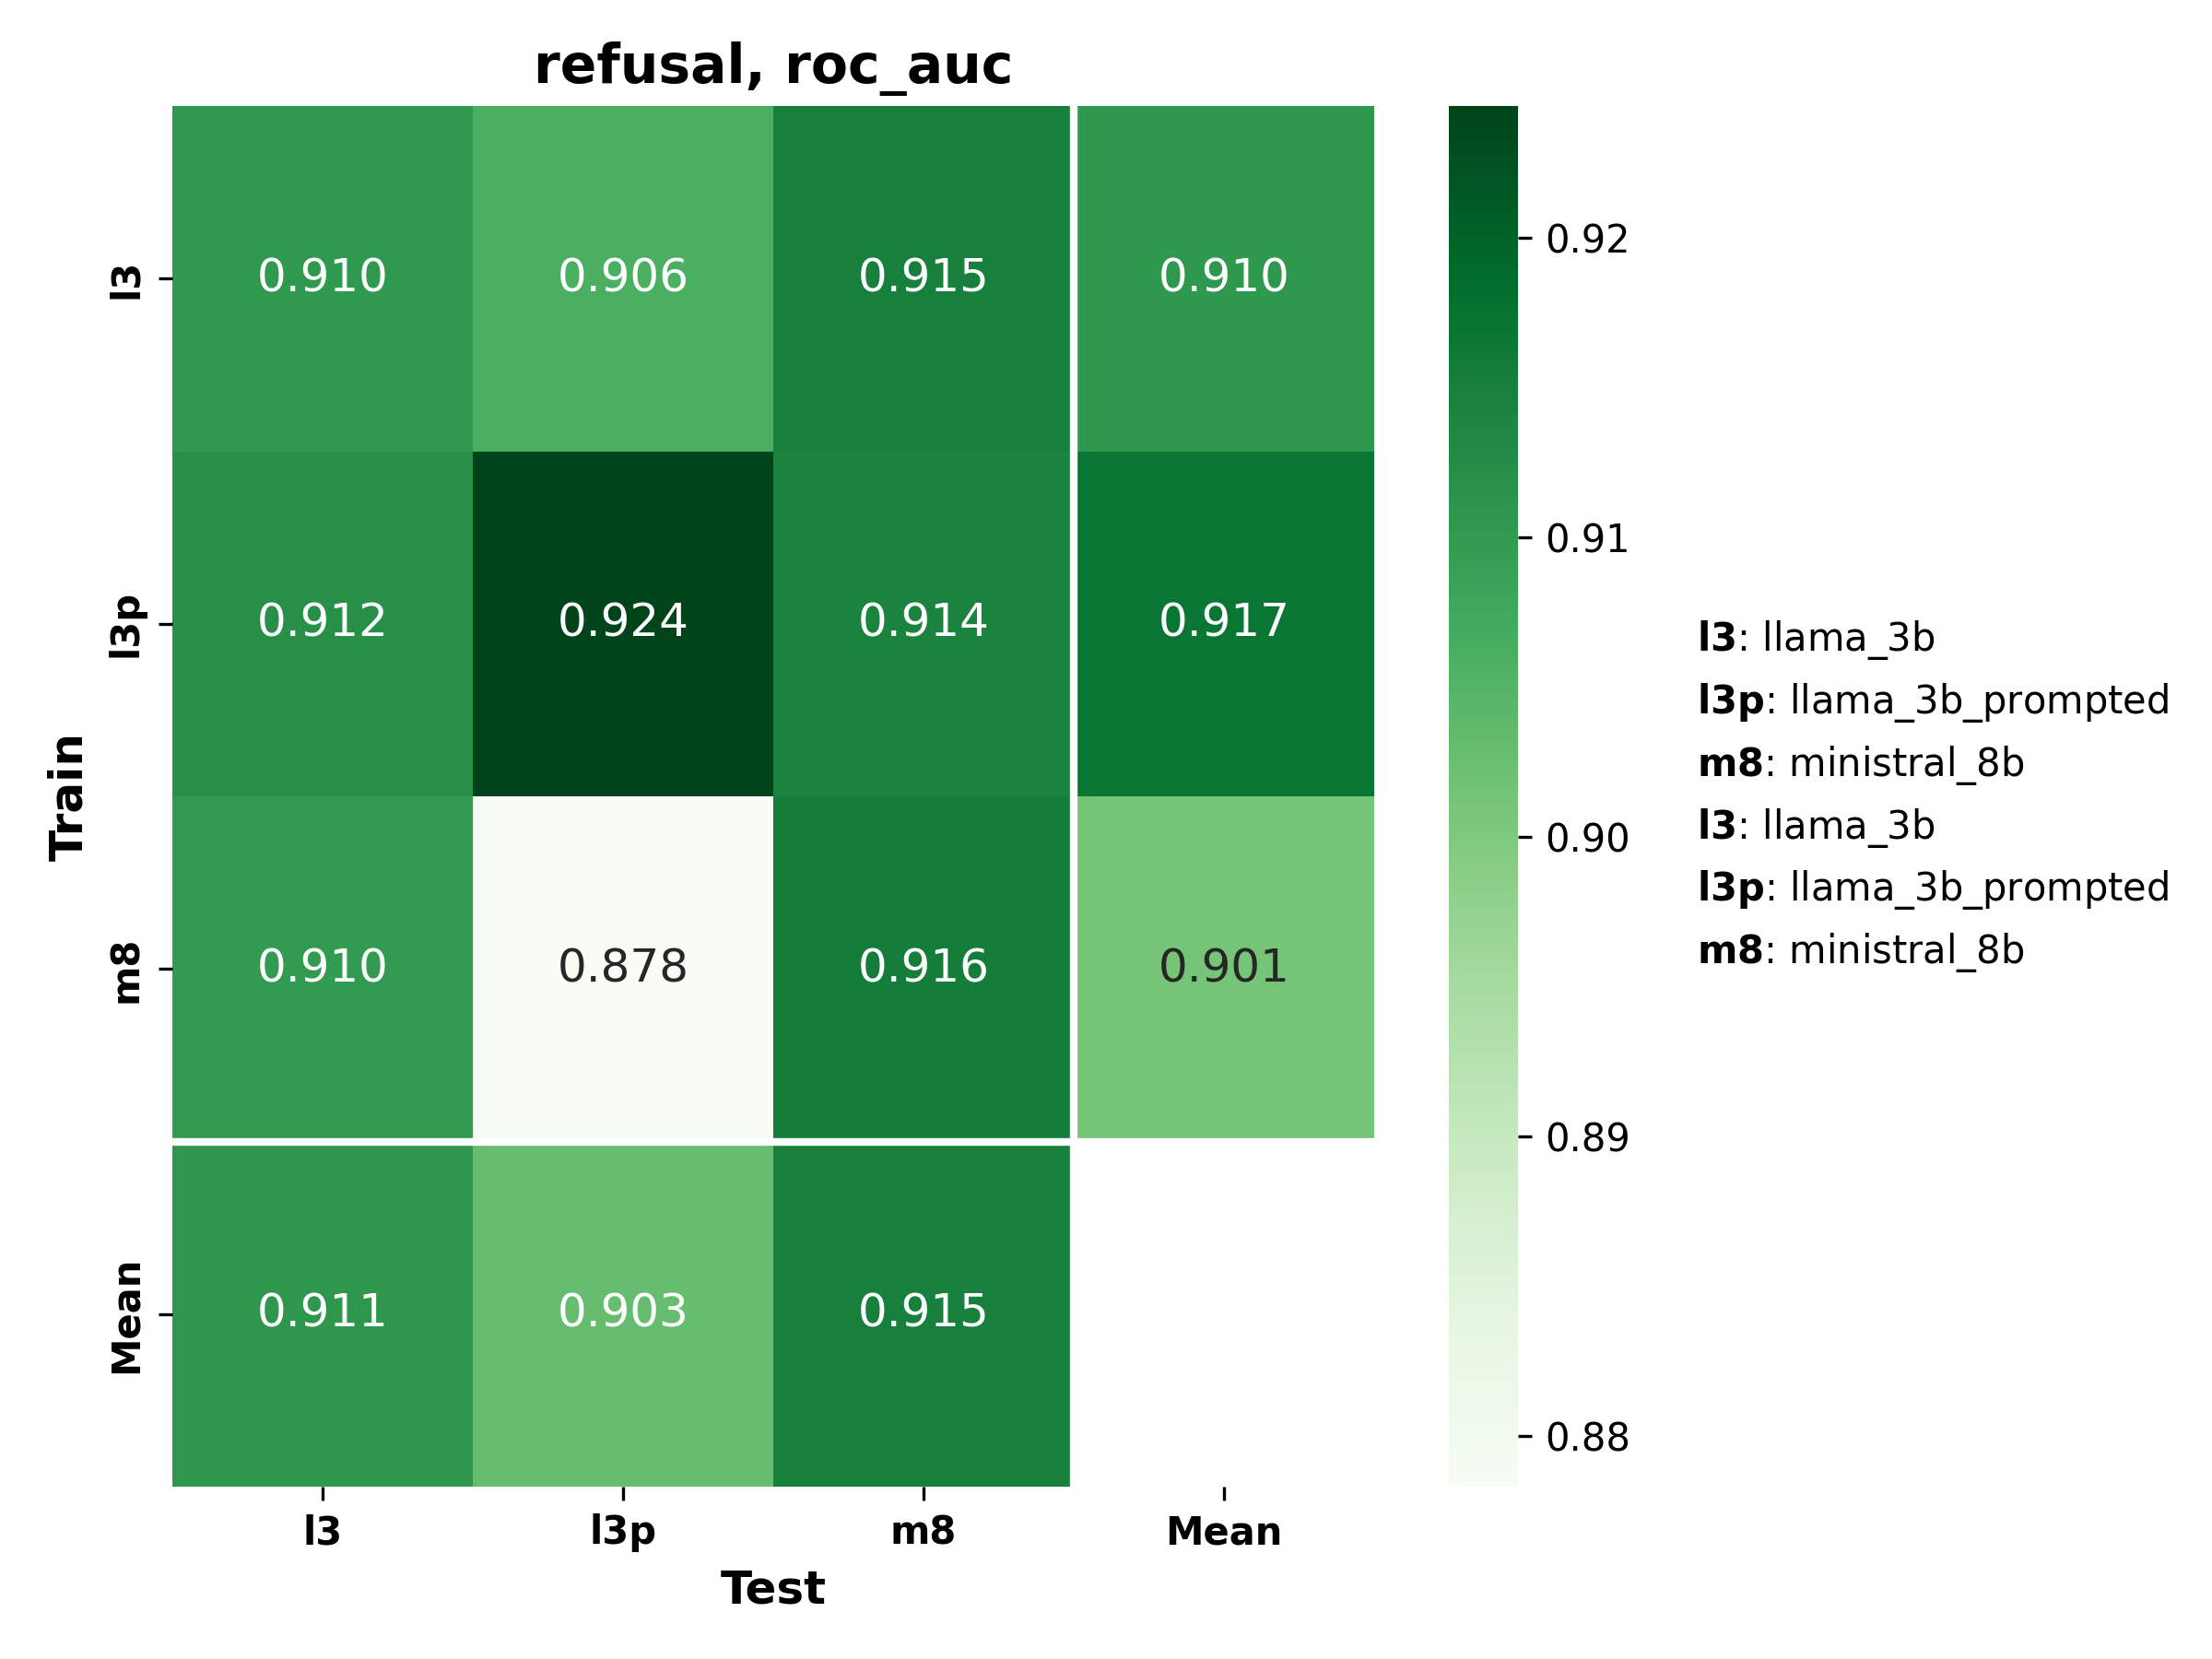 refusal, roc_auc
Train
l3
0.910 0.906 0.915 0.910
l3p
0.912 0.924 0.914 0.917
m8
0.910 0.878 0.916 0.901
Mean
0.911 0.903 0.915
l3 l3p m8 Mean
Test
0.92
0.91
0.90
0.89
0.88
l3: llama_3b
l3p: llama_3b_prompted
m8: ministral_8b
l3: llama_3b
l3p: llama_3b_prompted
m8: ministral_8b